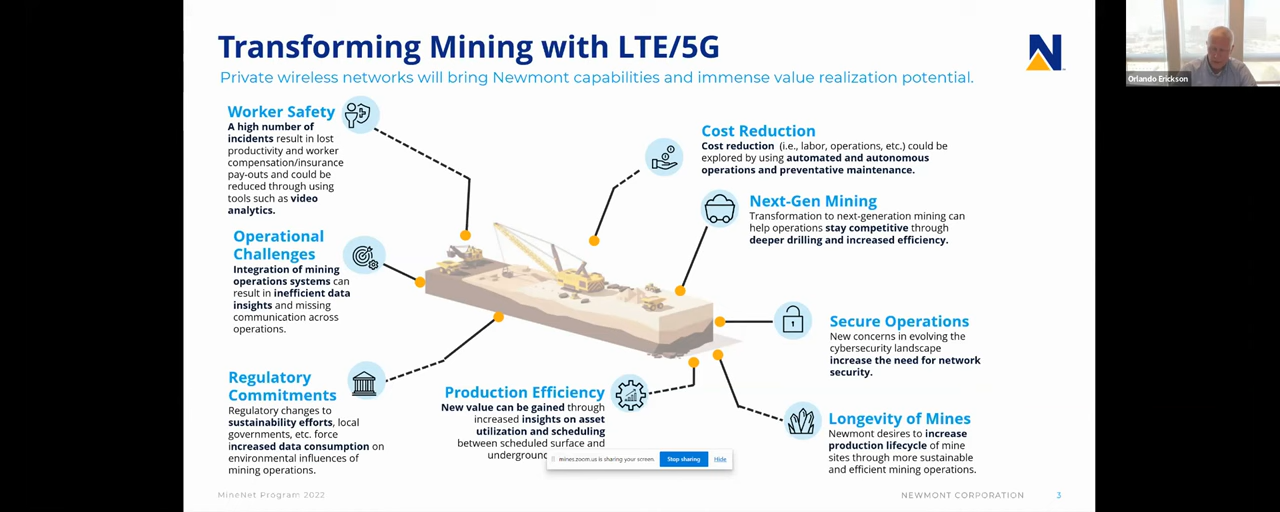 Transforming Mining with LTE/5G
Private wireless networks will bring Newmont capabilities and immense value realization potential.
Orlando Erickson
Worker Safety
A high number of
incidents result in lost
productivity and worker
compensation/insurance
pay-outs and could be
reduced through using
tools such as video
analytics.
Cost Reduction
Cost reduction (i.e., labor, operations, etc.) could be
explored by using automated and autonomous
operations and preventative maintenance.
Next-Gen Mining
Transformation to next-generation mining can
help operations stay competitive through
deeper drilling and increased efficiency.
Operational
Challenges
Integration of mining
operations systems can
result in inefficient data
insights and missing
communication across
operations.
Secure Operations
New concerns in evolving the
cybersecurity landscape
increase the need for network
security.
Regulatory
Commitments
Regulatory changes to
sustainability efforts, local
governments, etc. force
increased data consumption on
environmental influences of
mining operations.
Production Efficiency
New value can be gained through
increased insights on asset
utilization and scheduling
between scheduled surface and
underground
Longevity of Mines
Newmont desires to increase
production lifecycle of mine
sites through more sustainable
and efficient mining operations.
mines.zoom.us is sharing your screen.
Stop sharing
Hide
MineNet Program 2022
NEWMONT CORPORATION
3